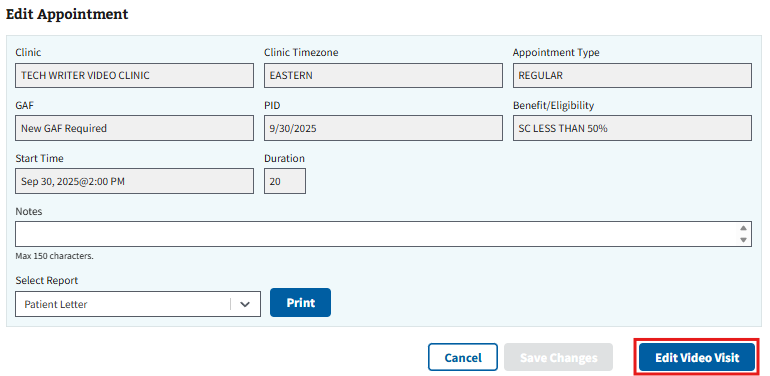 Edit Appointment
Clinic Clinic Timezone Appointment Type
TECH WRITER VIDEO CLINIC EASTERN REGULAR
GAF PID Benefit/Eligibility
New GAF Required 9/30/2025 SC LESS THAN 50%
Start Time Duration
Sep 30, 2025@2:00 PM 20
Notes
Max 150 characters.
Select Report
Patient Letter Print
Cancel Save Changes Edit Video Visit